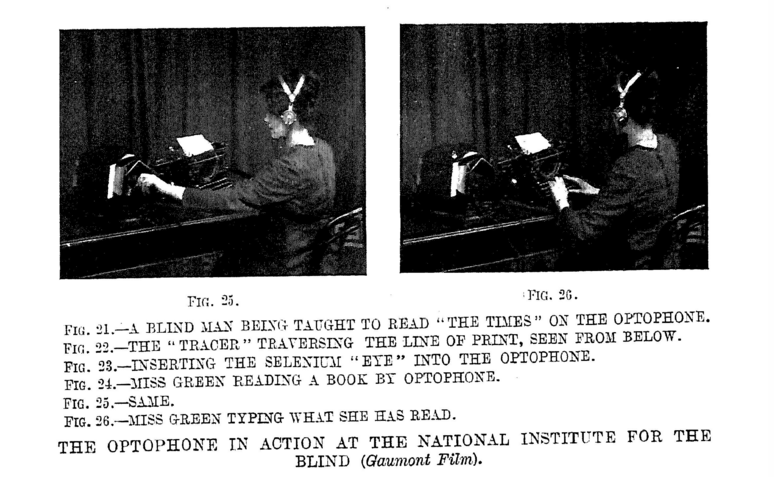 FIG. 25.
FIG. 26.
FIG. 21.—A BLIND MAN BEING TAUGHT TO READ "THE TIMES" ON THE OPTOPHONE.
FIG. 22.—THE "TRACER" TRAVERSING THE LINE OF PRINT, SEEN FROM BELOW.
FIG. 23.—INSERTING THE SELENIUM "EYE" INTO THE OPTOPHONE.
FIG. 24.—MISS GREEN READING A BOOK BY OPTOPHONE.
FIG. 25.—SAME.
FIG. 26.—MISS GREEN TYPING WHAT SHE HAS READ.
THE OPTOPHONE IN ACTION AT THE NATIONAL INSTITUTE FOR THE
BLIND (Gaumont Film).